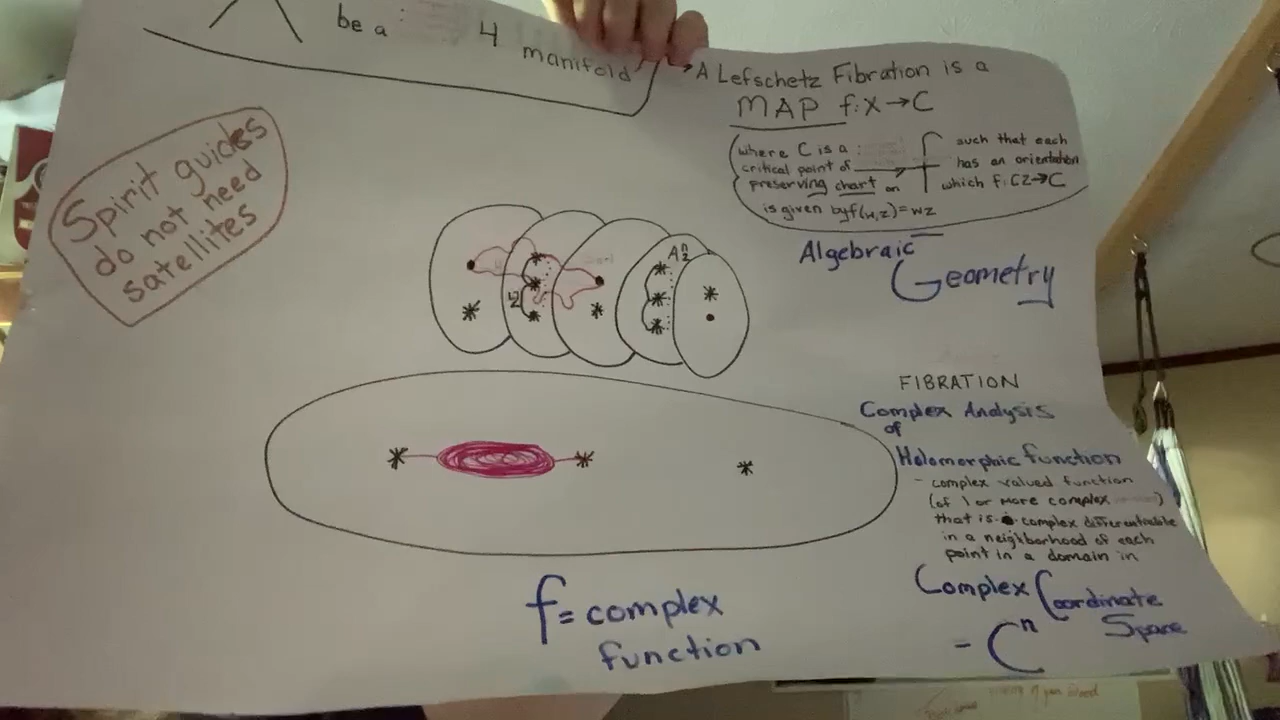 be a : 4
manifold
→ A Lefschetz Fibration is a
MAP f: X → C
where C is a :
critical point of f
preserving chart on
such that each
has an orientation
which f: C2 → C
is given by f(w,z) = wz
Algebraic
Geometry
Spirit guides
do not need
satellites
FIBRATION
Complex Analysis
of
Holomorphic function
- complex valued function
(of 1 or more complex )
that is complex differentiable
in a neighborhood of each
point in a domain in
Complex Coordinate
Space
- Cⁿ
f = complex
function